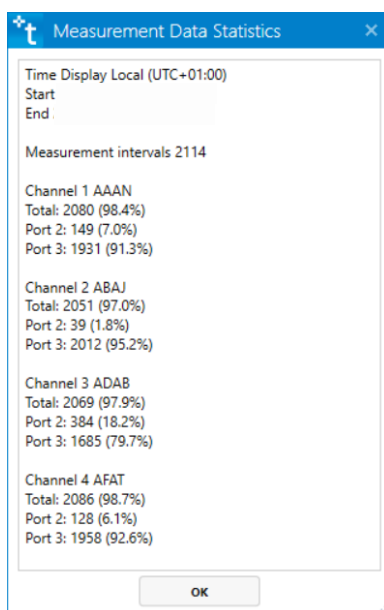 Measurement Data Statistics
Time Display Local (UTC+01:00)
Start
End
Measurement intervals 2114
Channel 1 AAAN
Total: 2080 (98.4%)
Port 2: 149 (7.0%)
Port 3: 1931 (91.3%)
Channel 2 ABAJ
Total: 2051 (97.0%)
Port 2: 39 (1.8%)
Port 3: 2012 (95.2%)
Channel 3 ADAB
Total: 2069 (97.9%)
Port 2: 384 (18.2%)
Port 3: 1685 (79.7%)
Channel 4 AFAT
Total: 2086 (98.7%)
Port 2: 128 (6.1%)
Port 3: 1958 (92.6%)
OK